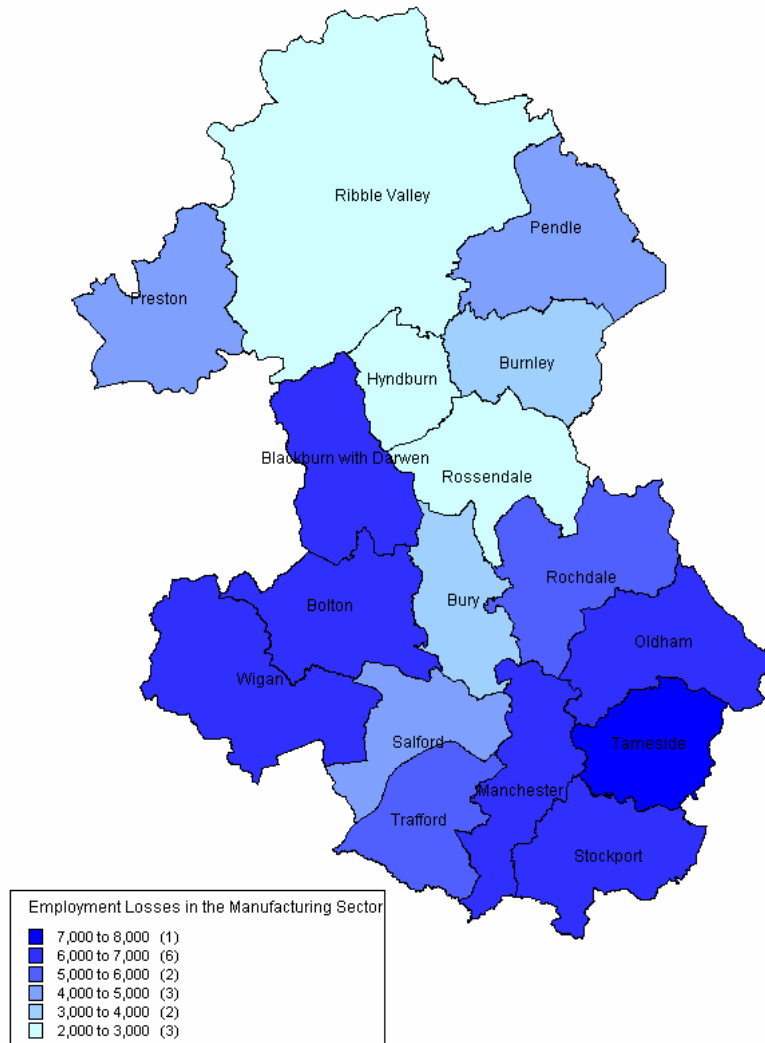 Ribble Valley
Pendle
Preston
Burnley
Hyndburn
Blackburn with Darwen
Rossendale
Rochdale
Bury
Bolton
Oldham
Wigan
Salford
Tameside
Manchester
Trafford
Stockport
Employment Losses in the Manufacturing Sector
7,000 to 8,000 (1)
6,000 to 7,000 (6)
5,000 to 6,000 (2)
4,000 to 5,000 (3)
3,000 to 4,000 (2)
2,000 to 3,000 (3)